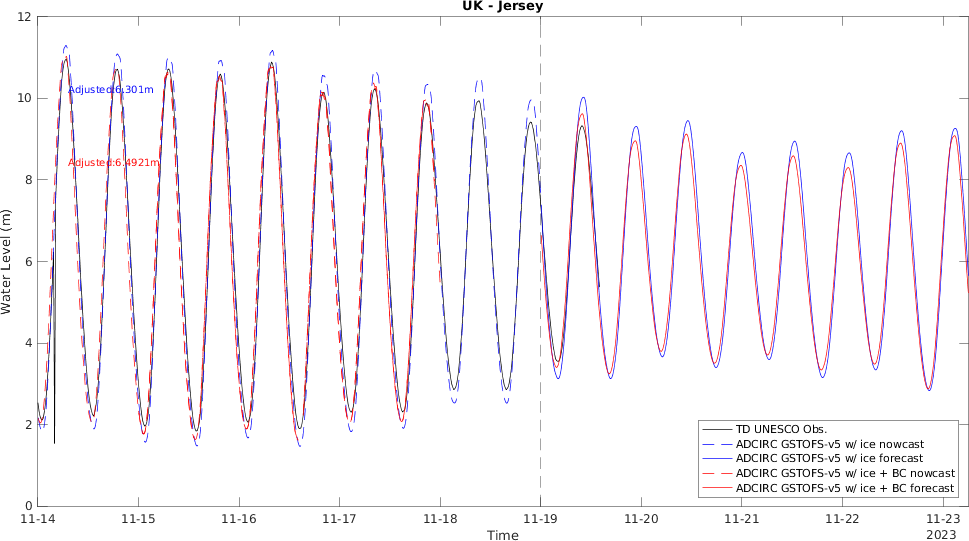 UK - Jersey
12
10
8
6
4
2
0
Water Level (m)
Adjusted:6.301m
Adjusted:6.4921m
TD UNESCO Obs.
ADCIRC GSTOFS-v5 w/ ice nowcast
ADCIRC GSTOFS-v5 w/ ice forecast
ADCIRC GSTOFS-v5 w/ ice + BC nowcast
ADCIRC GSTOFS-v5 w/ ice + BC forecast
11-14 11-15 11-16 11-17 11-18 11-19 11-20 11-21 11-22 11-23
2023
Time